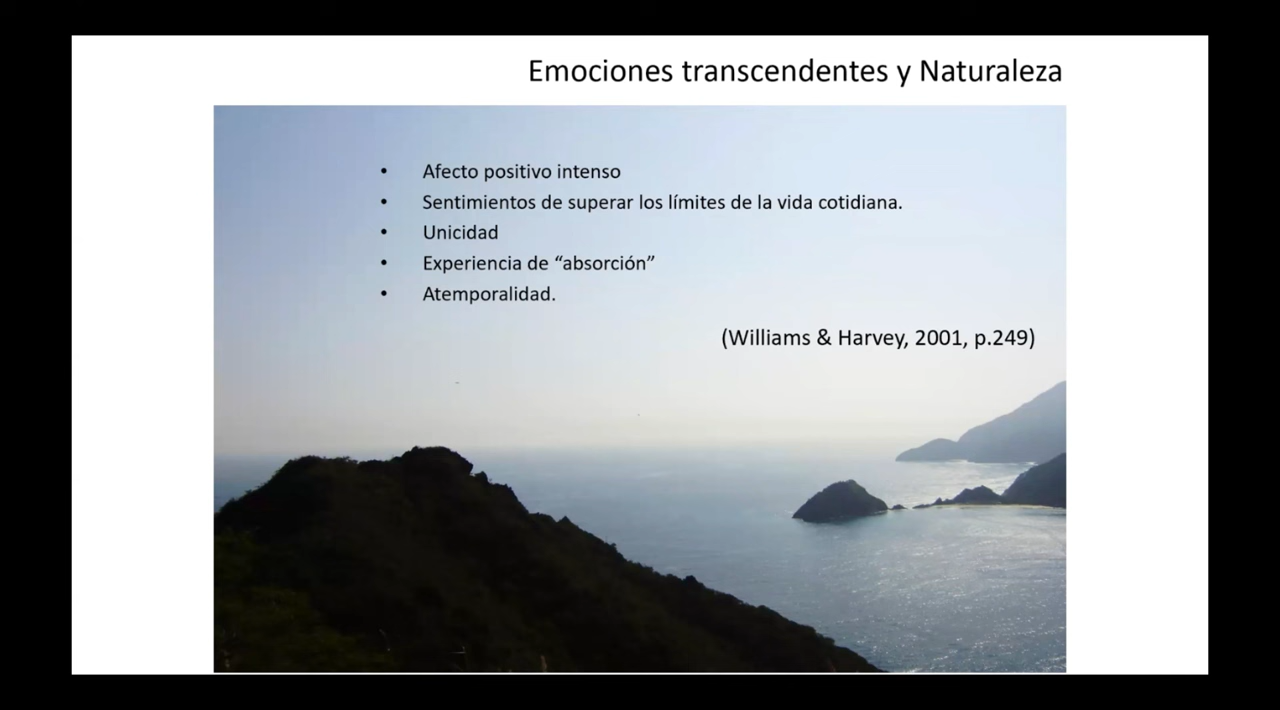 Emociones transcendentes y Naturaleza
• Afecto positivo intenso
• Sentimientos de superar los límites de la vida cotidiana.
• Unicidad
• Experiencia de “absorción”
• Atemporalidad.
(Williams & Harvey, 2001, p.249)